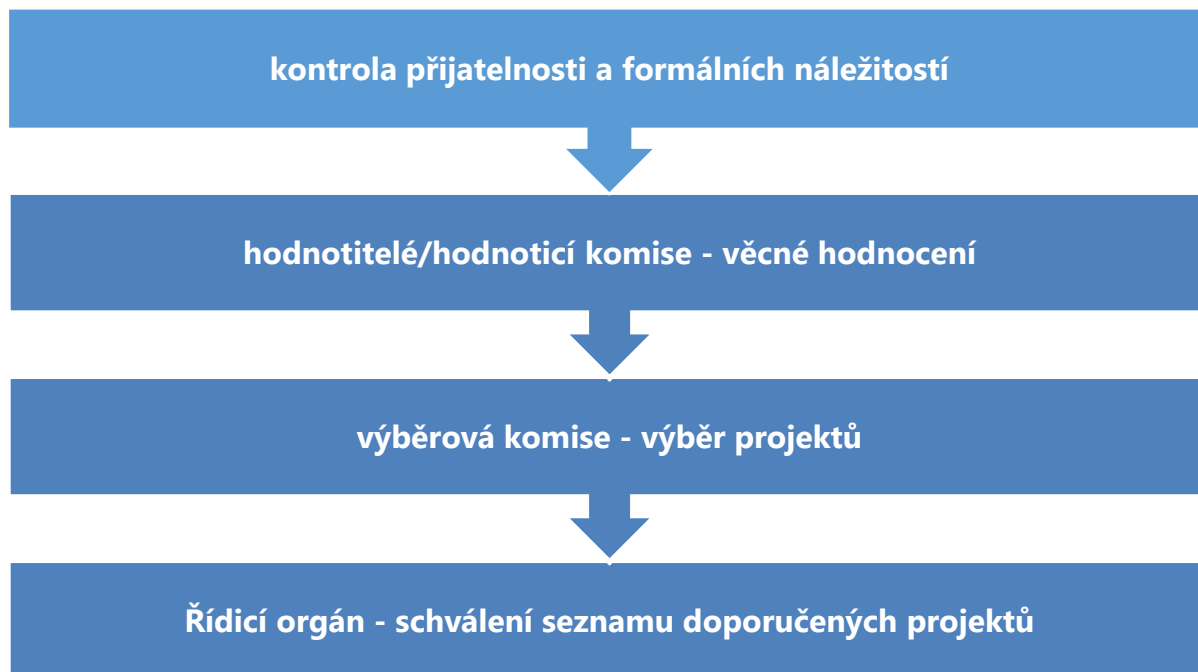 kontrola přijatelnosti a formálních náležitostí
hodnotitelé/hodnoticí komise - věcné hodnocení
výběrová komise - výběr projektů
Řídicí orgán - schválení seznamu doporučených projektů